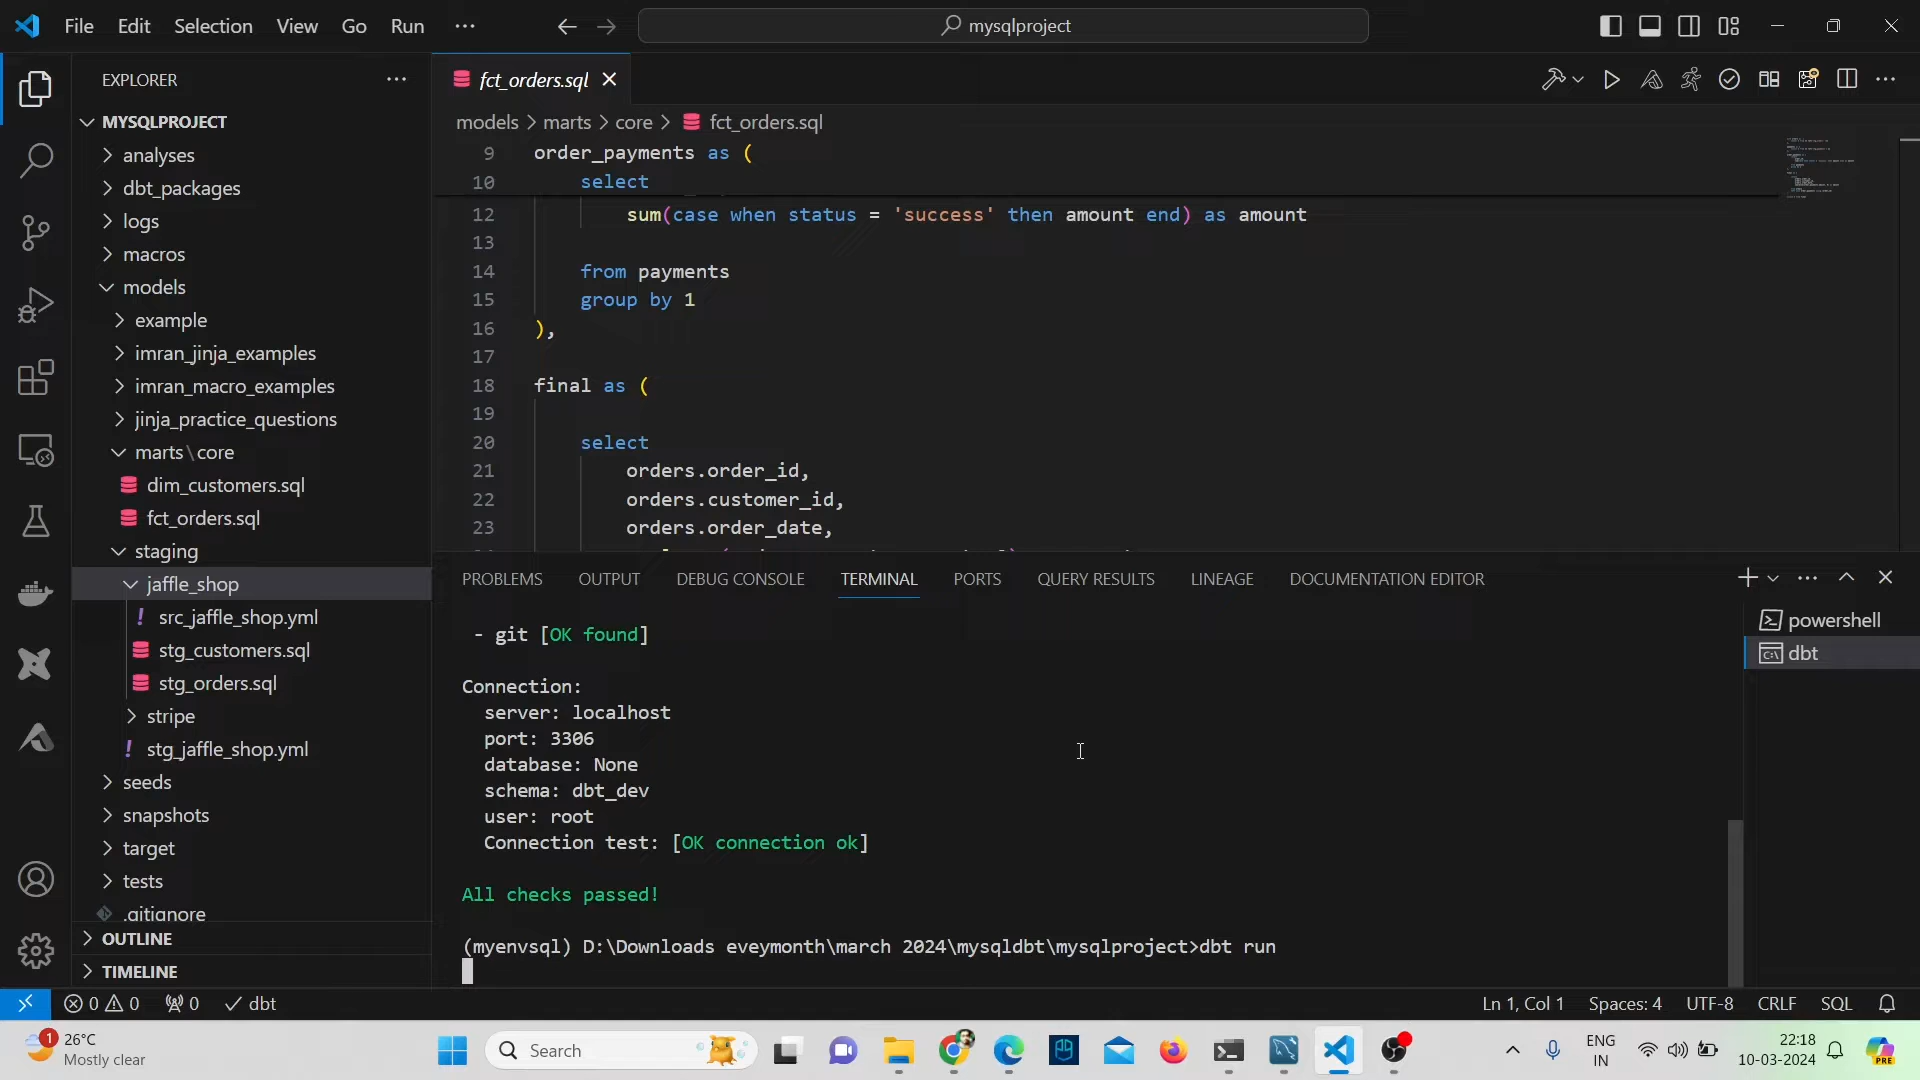 File Edit Selection View Go Run ···
mysqlproject
EXPLORER
MYSQLPROJECT
analyses
dbt_packages
logs
macros
models
example
imran_jinja_examples
imran_macro_examples
jinja_practice_questions
marts\core
dim_customers.sql
fct_orders.sql
staging
jaffle_shop
src_jaffle_shop.yml
stg_customers.sql
stg_orders.sql
stripe
stg_jaffle_shop.yml
seeds
snapshots
target
tests
.gitignore
OUTLINE
TIMELINE
fct_orders.sql
models > marts > core > fct_orders.sql
9 order_payments as (
10 select
12 sum(case when status = 'success' then amount end) as amount
13
14 from payments
15 group by 1
16 ),
17
18 final as (
19
20 select
21 orders.order_id,
22 orders.customer_id,
23 orders.order_date,
PROBLEMS OUTPUT DEBUG CONSOLE TERMINAL PORTS QUERY RESULTS LINEAGE DOCUMENTATION EDITOR
- git [OK found]
Connection:
server: localhost
port: 3306
database: None
schema: dbt_dev
user: root
Connection test: [OK connection ok]
All checks passed!
(myenvsql) D:\Downloads eveymonth\march 2024\mysqldbt\mysqlproject>dbt run
powershell
dbt
0 0 0 dbt
Ln 1, Col 1 Spaces: 4 UTF-8 CRLF SQL
1 26°C
Mostly clear
Search
ENG
IN
22:18
10-03-2024
PRE